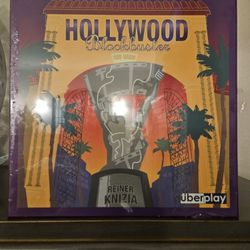 HOLLYWOOD
Blockbuster
REINER
KNIZIA
überplay